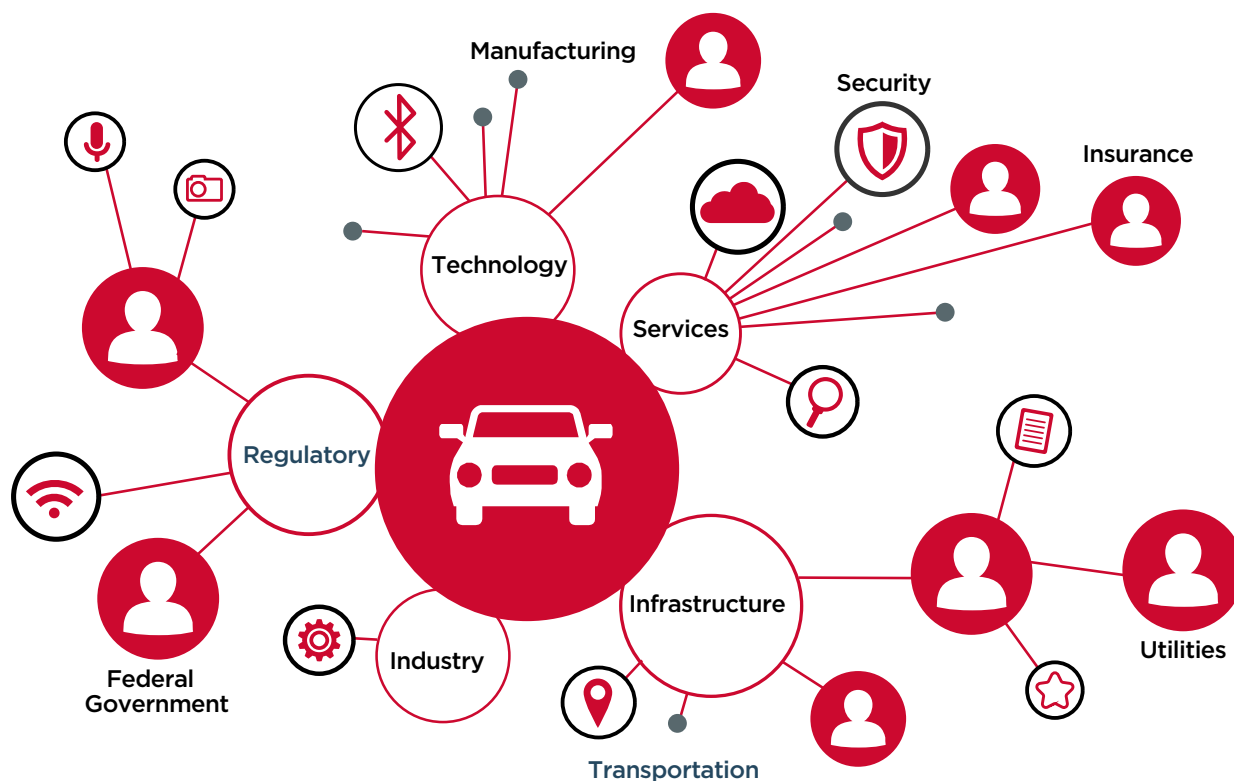 Manufacturing
Security
Insurance
Technology
Services
Regulatory
Infrastructure
Utilities
Industry
Federal
Government
Transportation